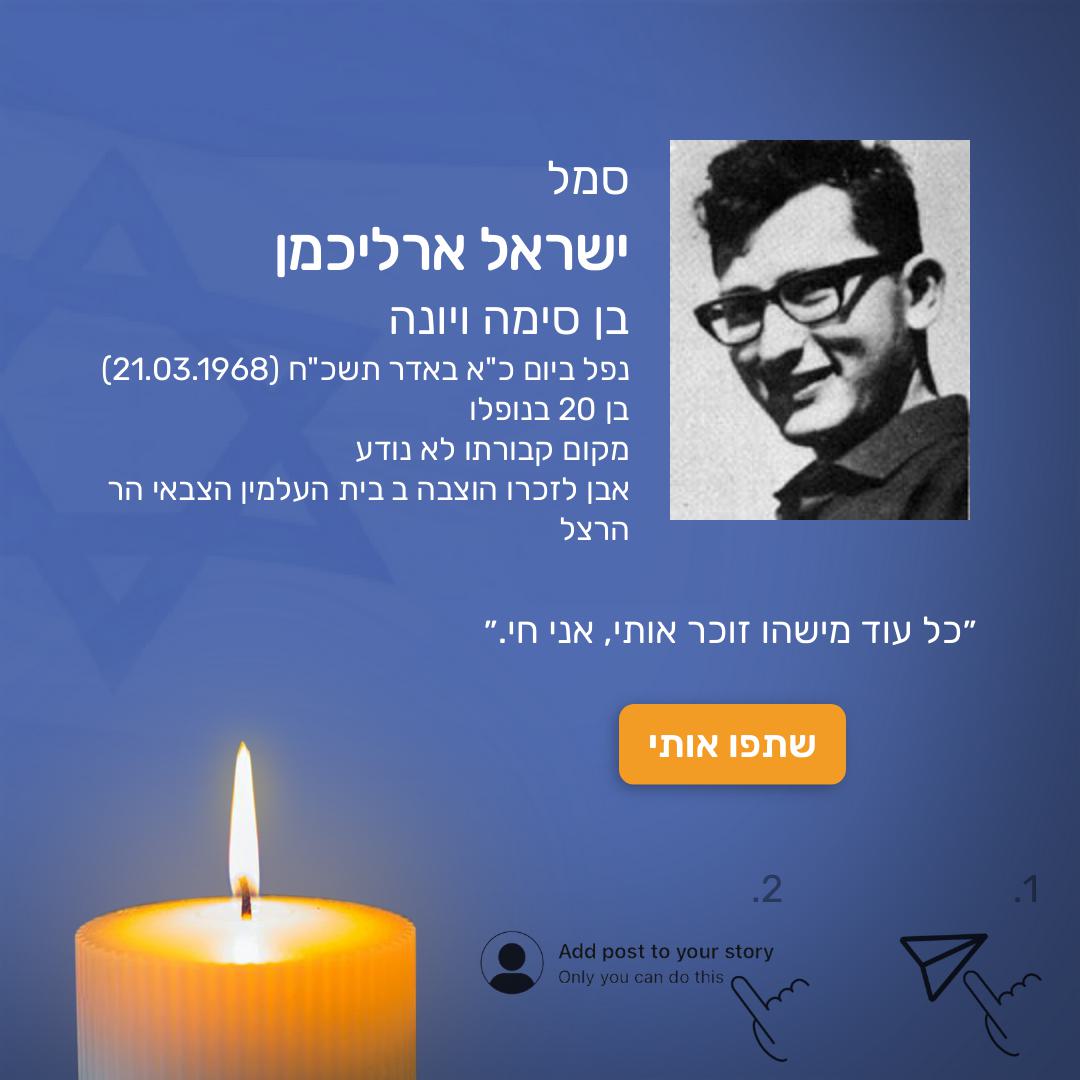 סמל
ישראל ארליכמן
בן סימה ויונה
נפל ביום כ"א באדר תשכ"ח (21.03.1968)
בן 20 בנופלו
מקום קבורתו לא נודע
אבן לזכרו הוצבה ב בית העלמין הצבאי הר
הרצל
"כל עוד מישהו זוכר אותי, אני חי."
שתפו אותי
1.
2.
Add post to your story
Only you can do this